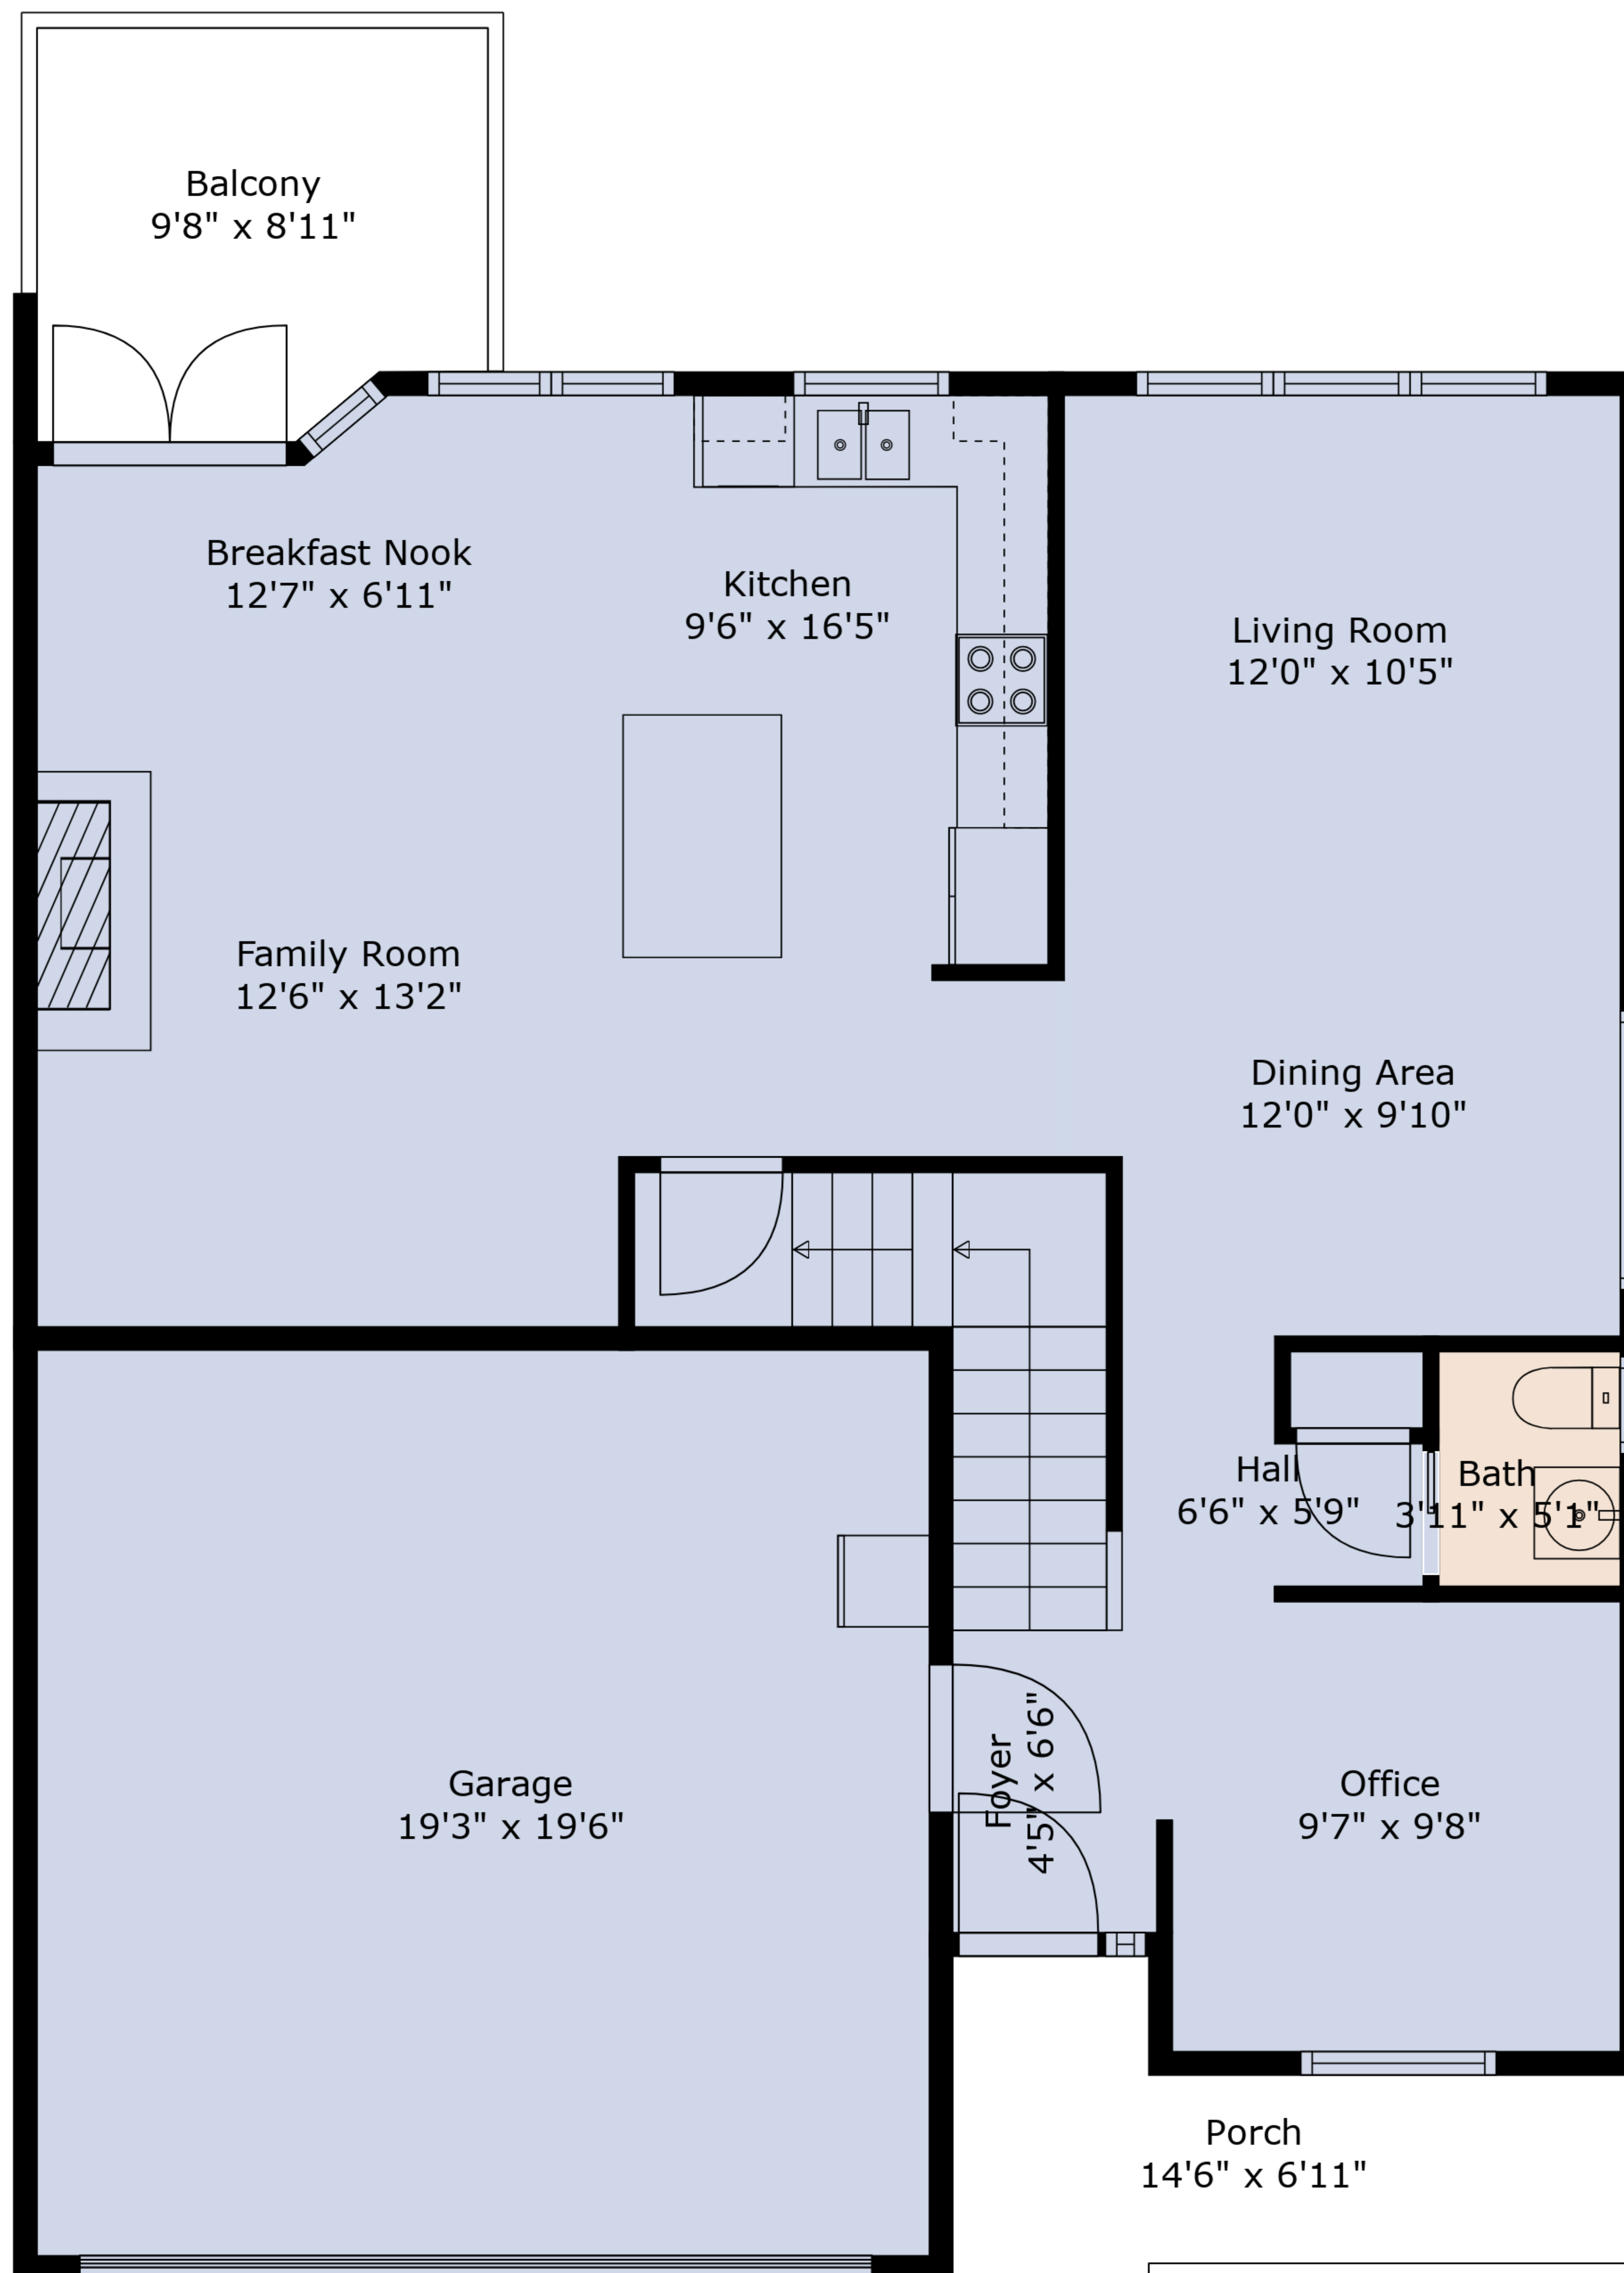 Balcony
9'8" x 8'11"
Breakfast Nook
12'7" x 6'11"
Kitchen
9'6" x 16'5"
Living Room
12'0" x 10'5"
Family Room
12'6" x 13'2"
Dining Area
12'0" x 9'10"
Hall
6'6" x 5'9"
Bath
3'11" x 5'1"
Foyer
4'5" x 6'6"
Garage
19'3" x 19'6"
Office
9'7" x 9'8"
Porch
14'6" x 6'11"